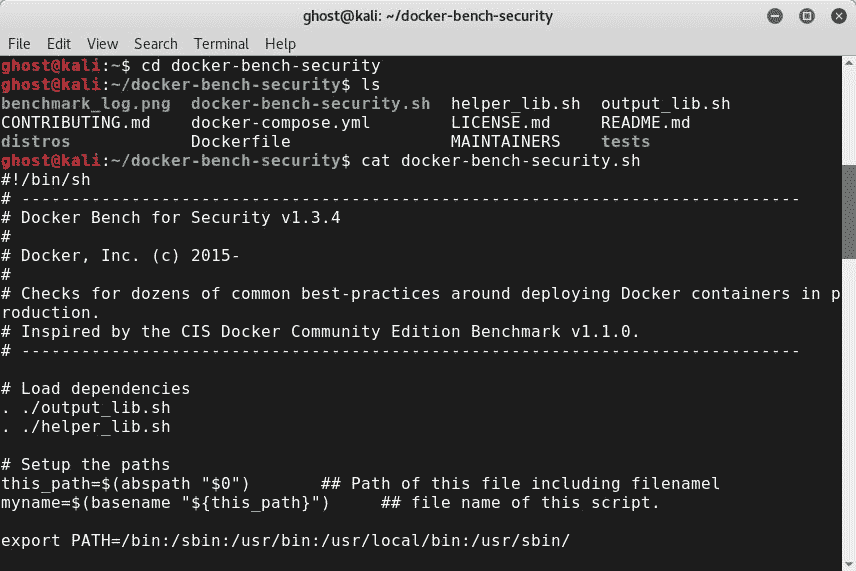 ghost@kali: ~/docker-bench-security
File Edit View Search Terminal Help
ghost@kali:~$ cd docker-bench-security
ghost@kali:~/docker-bench-security$ ls
benchmark_log.png docker-bench-security.sh helper_lib.sh output_lib.sh
CONTRIBUTING.md docker-compose.yml LICENSE.md README.md
distros Dockerfile MAINTAINERS tests
ghost@kali:~/docker-bench-security$ cat docker-bench-security.sh
#!/bin/sh
# ------------------------------------------------------------------------------
# Docker Bench for Security v1.3.4
#
# Docker, Inc. (c) 2015-
#
# Checks for dozens of common best-practices around deploying Docker containers in p
roduction.
# Inspired by the CIS Docker Community Edition Benchmark v1.1.0.
# ------------------------------------------------------------------------------
# Load dependencies
. ./output_lib.sh
. ./helper_lib.sh
# Setup the paths
this_path=$(abspath "$0")       ## Path of this file including filenamel
myname=$(basename "${this_path}")     ## file name of this script.
export PATH=/bin:/sbin:/usr/bin:/usr/local/bin:/usr/sbin/